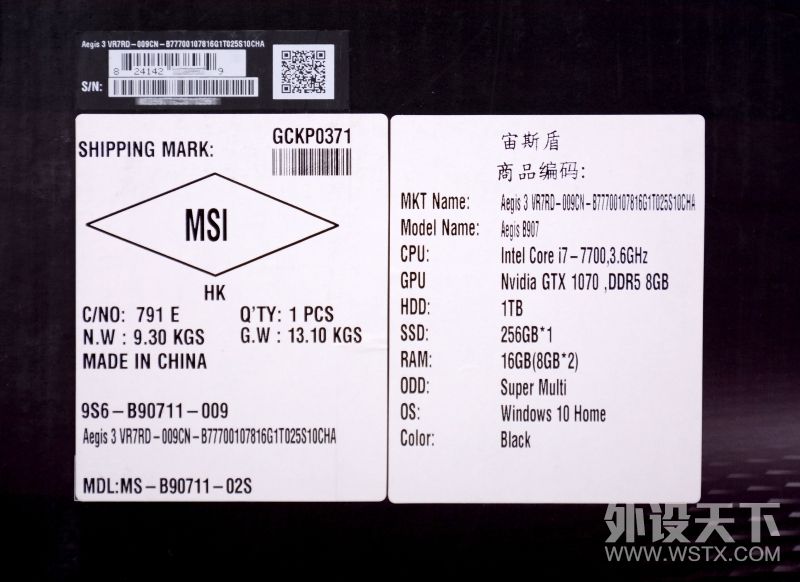 Aegis 3 VR7RD-009CN-B77700107816G1T025S10CHA
8 24142 9
S/N:
SHIPPING MARK:
GCKP0371
MSI
HK
C/NO: 791 E
Q'TY: 1 PCS
N.W : 9.30 KGS
G.W : 13.10 KGS
MADE IN CHINA
9S6-B90711-009
Aegis 3 VR7RD-009CN-B77700107816G1T025S10CHA
MDL:MS-B90711-02S
宙斯盾
商品编码:
MKT Name: Aegis 3 VR7RD-009CN-B77700107816G1T025S10CHA
Model Name: Aegis B907
CPU: Intel Core i7-7700,3.6GHz
GPU Nvidia GTX 1070 ,DDR5 8GB
HDD: 1TB
SSD: 256GB*1
RAM: 16GB(8GB*2)
ODD: Super Multi
OS: Windows 10 Home
Color: Black
外设天下
WWW.WSTX.COM